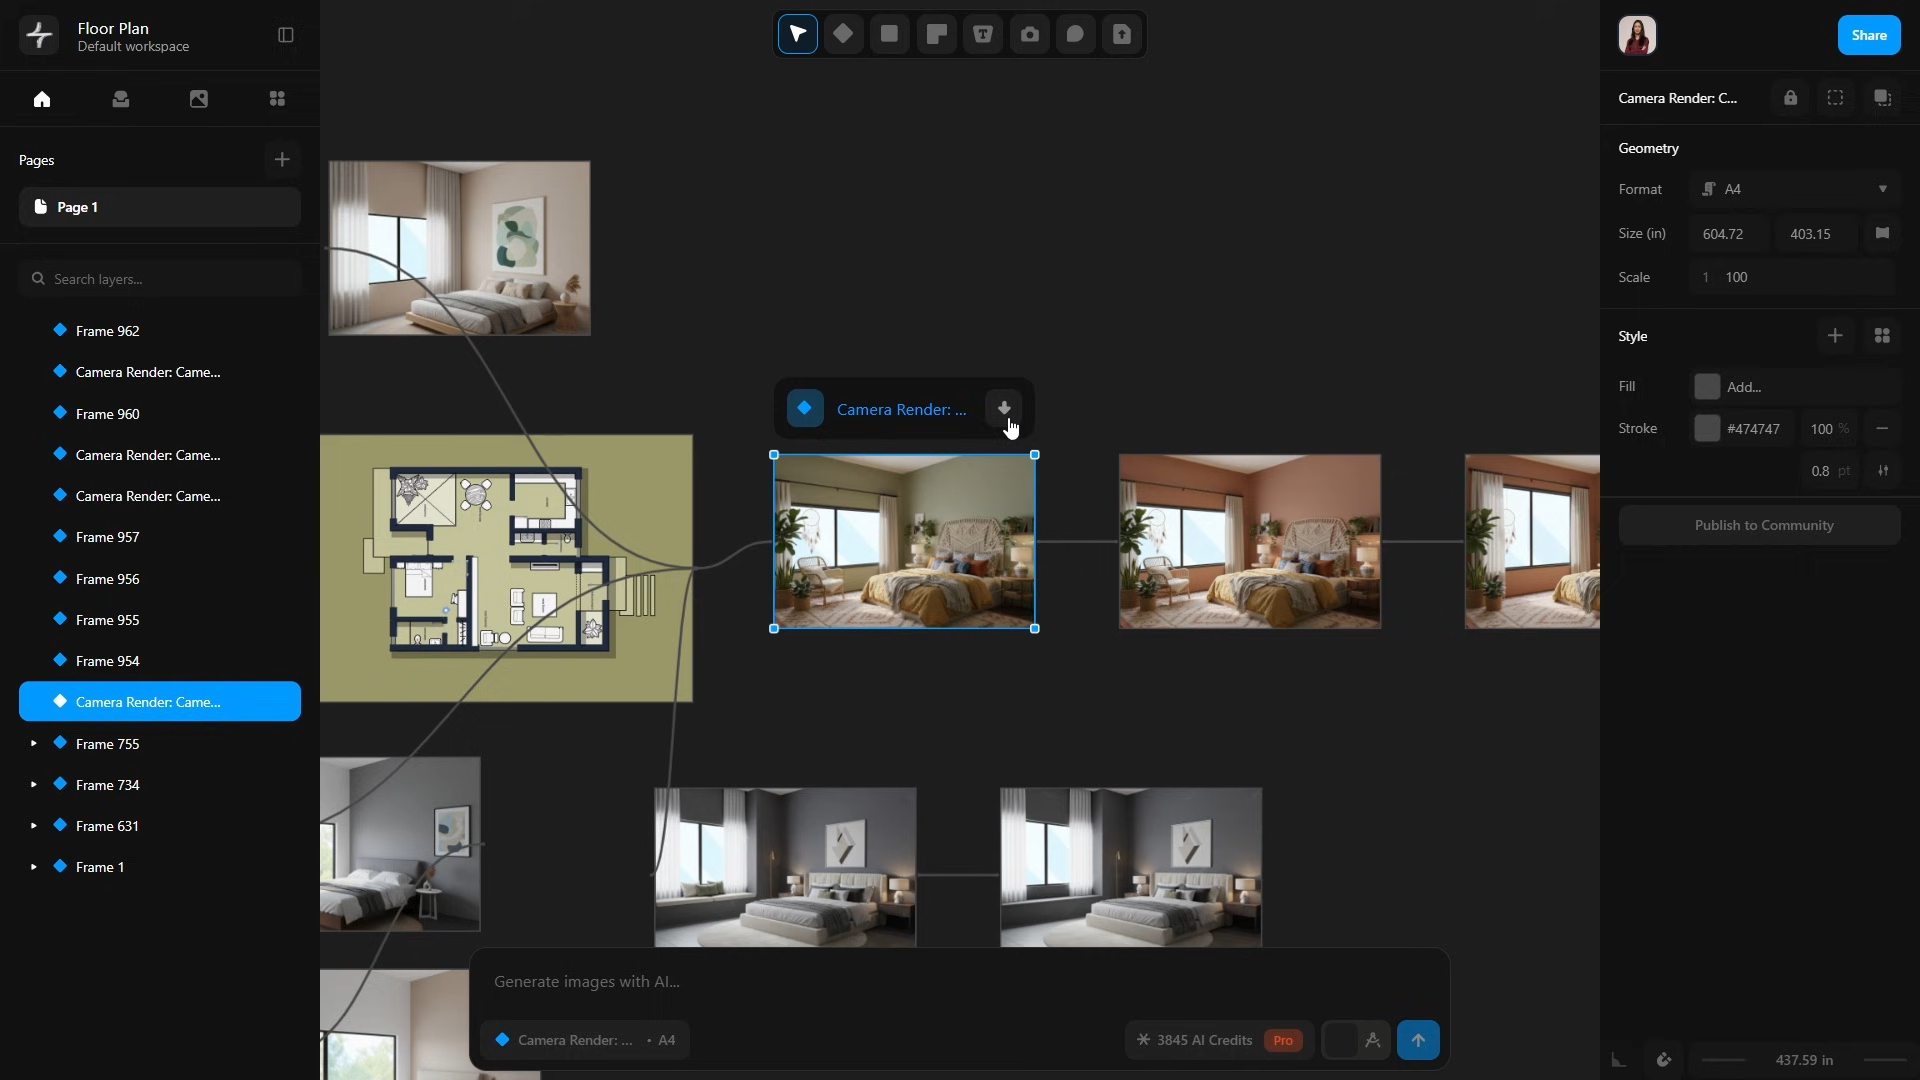 Floor Plan
Default workspace
Share
Pages
Page 1
Search layers...
Frame 962
Camera Render: Came...
Frame 960
Camera Render: Came...
Camera Render: Came...
Frame 957
Frame 956
Frame 955
Frame 954
Camera Render: Came...
Frame 755
Frame 734
Frame 631
Frame 1
Camera Render: ...
Generate images with AI...
Camera Render: ... • A4
3845 AI Credits Pro
Camera Render: C...
Geometry
Format A4
Size (in) 604.72 403.15
Scale 1 100
Style
Fill Add...
Stroke #474747 100 %
0.8 pt
Publish to Community
437.59 in